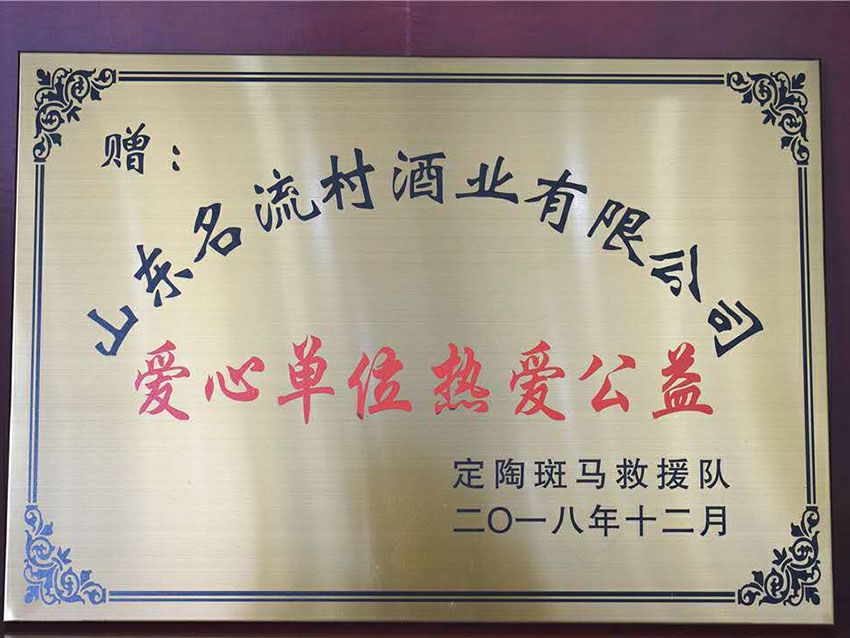 赠：
山东名流村酒业有限公司
爱心单位热爱公益
定陶斑马救援队
二〇一八年十二月